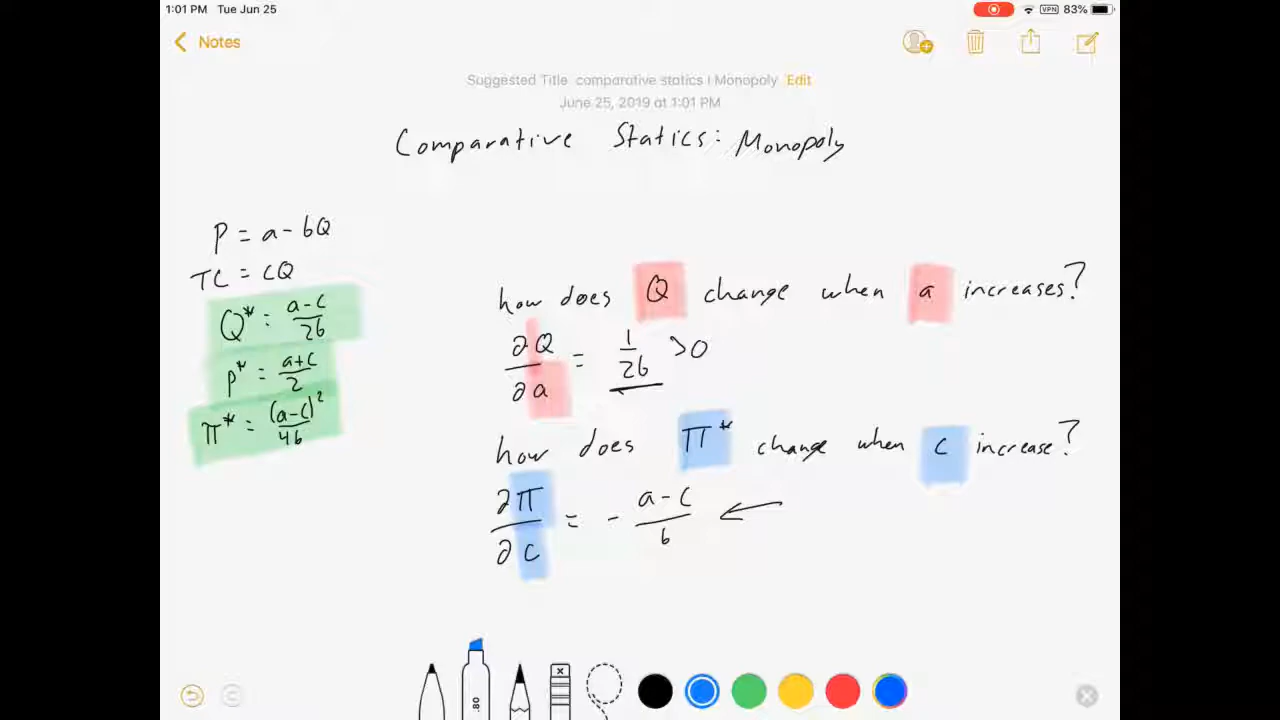 1:01 PM Tue Jun 25
VPN 83%
Notes
Suggested Title comparative statics I Monopoly Edit
June 25, 2019 at 1:01 PM
Comparative Statics: Monopoly
P = a - bQ
TC = cQ
Q* = (a-c)/2b
P* = (a+c)/2
π* = (a-c)²/4b
how does Q change when a increases?
∂Q/∂a = 1/2b >0
how does π* change when c increase?
∂π/∂c = - (a-c)/b ←
.80